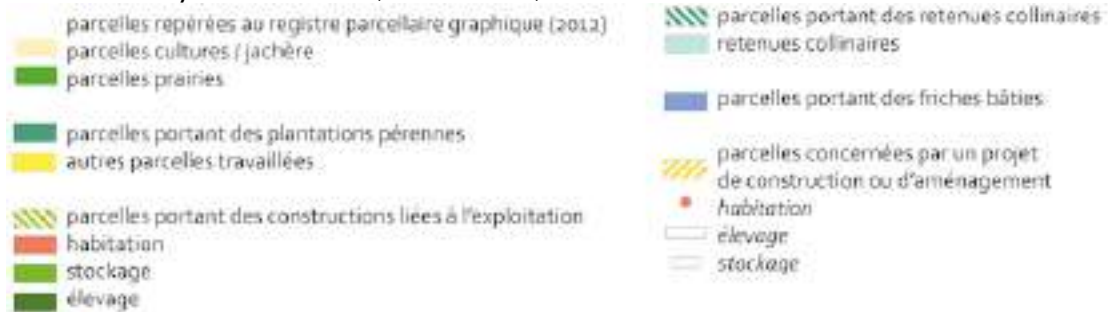 parcelles repérées au registre parcellaire graphique (2012)
parcelles cultures / jachère
parcelles prairies
parcelles portant des plantations pérennes
autres parcelles travaillées
parcelles portant des constructions liées à l'exploitation
habitation
stockage
élevage
parcelles portant des retenues collinaires
retenues collinaires
parcelles portant des friches bâties
parcelles concernées par un projet
de construction ou d'aménagement
habitation
élevage
stockage